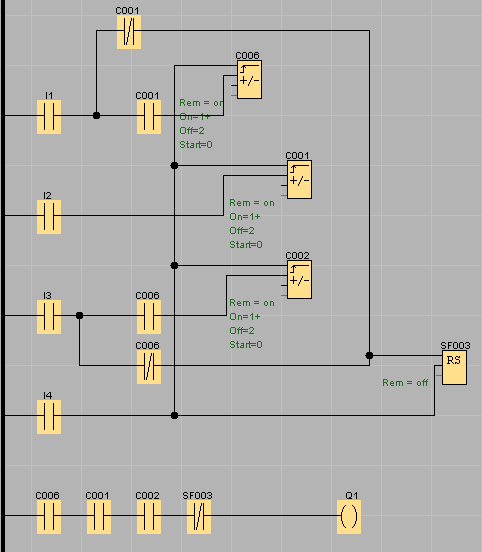 C001
C006
+/-
I1
C001
Rem = on
On=1+
Off=2
Start=0
C001
+/-
I2
Rem = on
On=1+
Off=2
Start=0
C002
+/-
I3
C006
Rem = on
On=1+
Off=2
Start=0
C006
SF003
RS
Rem = off
I4
C006 C001 C002 SF003 Q1